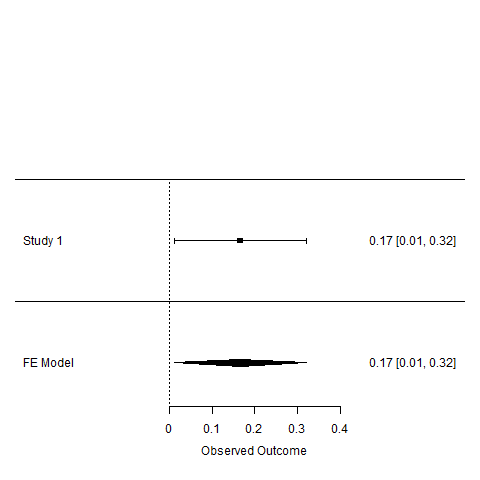 Study 1 0.17 [0.01, 0.32]
FE Model 0.17 [0.01, 0.32]
0 0.1 0.2 0.3 0.4
Observed Outcome